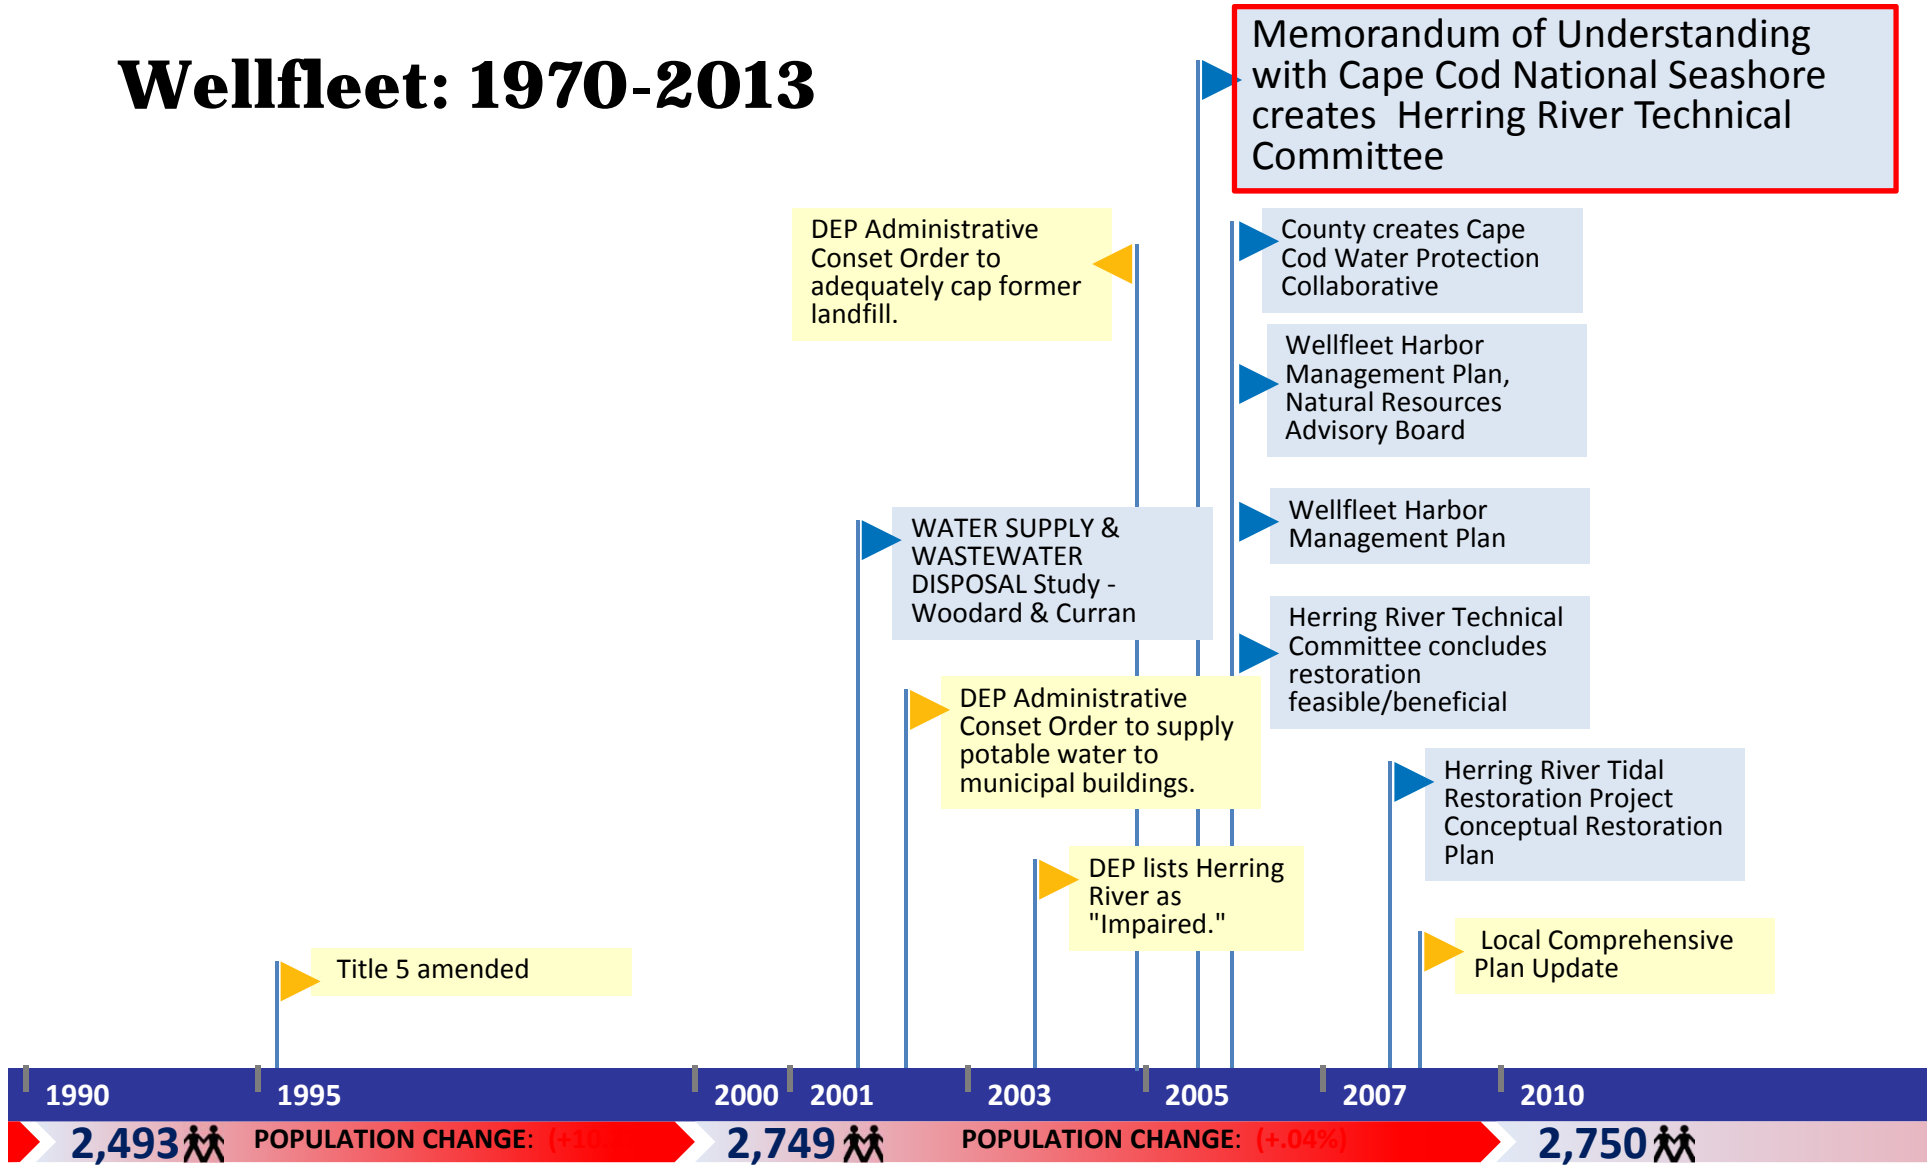 Wellfleet: 1970-2013
Memorandum of Understanding
with Cape Cod National Seashore
creates Herring River Technical
Committee
DEP Administrative
Conset Order to
adequately cap former
landfill.
County creates Cape
Cod Water Protection
Collaborative
Wellfleet Harbor
Management Plan,
Natural Resources
Advisory Board
WATER SUPPLY &
WASTEWATER
DISPOSAL Study -
Woodard & Curran
Wellfleet Harbor
Management Plan
Herring River Technical
Committee concludes
restoration
feasible/beneficial
DEP Administrative
Conset Order to supply
potable water to
municipal buildings.
Herring River Tidal
Restoration Project
Conceptual Restoration
Plan
DEP lists Herring
River as
"Impaired."
Local Comprehensive
Plan Update
Title 5 amended
1990 1995 2000 2001 2003 2005 2007 2010
2,493 POPULATION CHANGE: (+10. 2,749 POPULATION CHANGE: (+.04%) 2,750